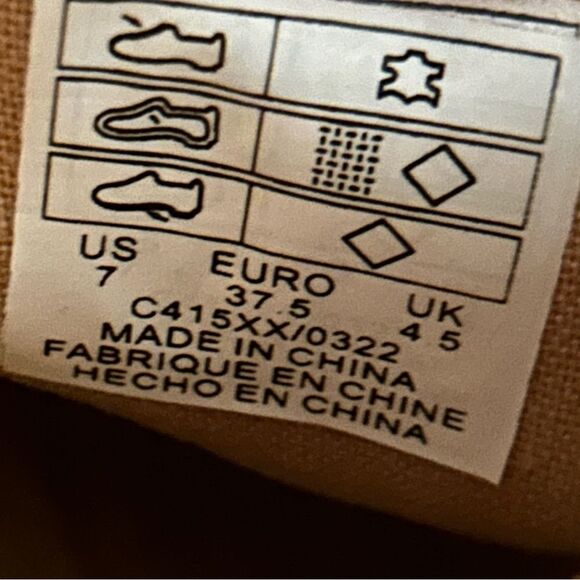 US EURO UK
7 37.5 4 5
C415XX/0322
MADE IN CHINA
FABRIQUE EN CHINE
HECHO EN CHINA